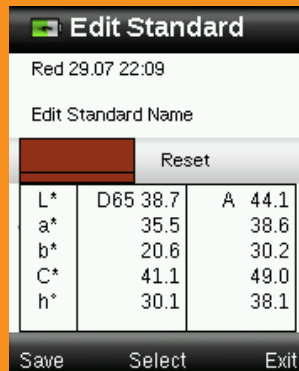 Edit Standard
Red 29.07 22:09
Edit Standard Name
Reset
L* D65 38.7 A 44.1
a* 35.5 38.6
b* 20.6 30.2
C* 41.1 49.0
h° 30.1 38.1
Save Select Exit